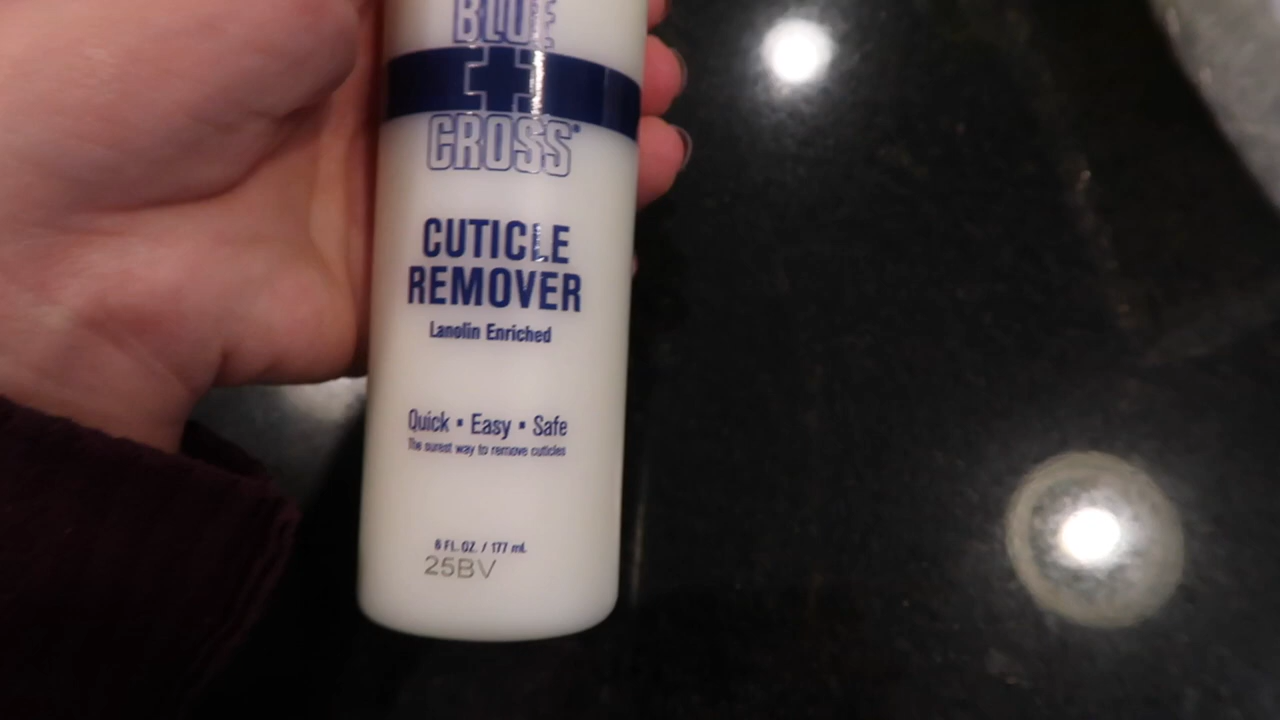 BLUE
CROSS®
CUTICLE
REMOVER
Lanolin Enriched
Quick • Easy • Safe
The surest way to remove cuticles
6 FL. OZ. / 177 mL
25BV